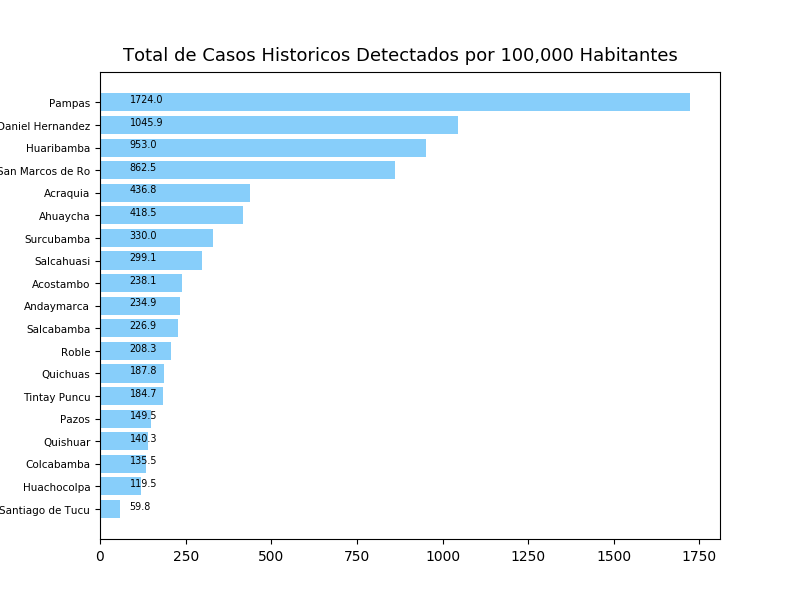 Total de Casos Historicos Detectados por 100,000 Habitantes
Pampas 1724.0
Daniel Hernandez 1045.9
Huaribamba 953.0
San Marcos de Ro 862.5
Acraquia 436.8
Ahuaycha 418.5
Surcubamba 330.0
Salcahuasi 299.1
Acostambo 238.1
Andaymarca 234.9
Salcabamba 226.9
Roble 208.3
Quichuas 187.8
Tintay Puncu 184.7
Pazos 149.5
Quishuar 140.3
Colcabamba 135.5
Huachocolpa 119.5
Santiago de Tucu 59.8
0 250 500 750 1000 1250 1500 1750